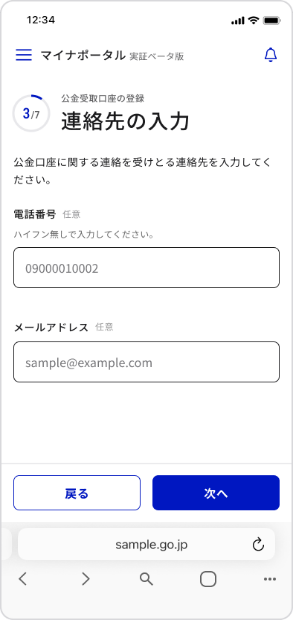 12:34
マイナポータル 実証ベータ版
3/7
公金受取口座の登録
連絡先の入力
公金口座に関する連絡を受けとる連絡先を入力してく
ださい。
電話番号 任意
ハイフン無しで入力してください。
09000010002
メールアドレス 任意
sample@example.com
戻る 次へ
sample.go.jp